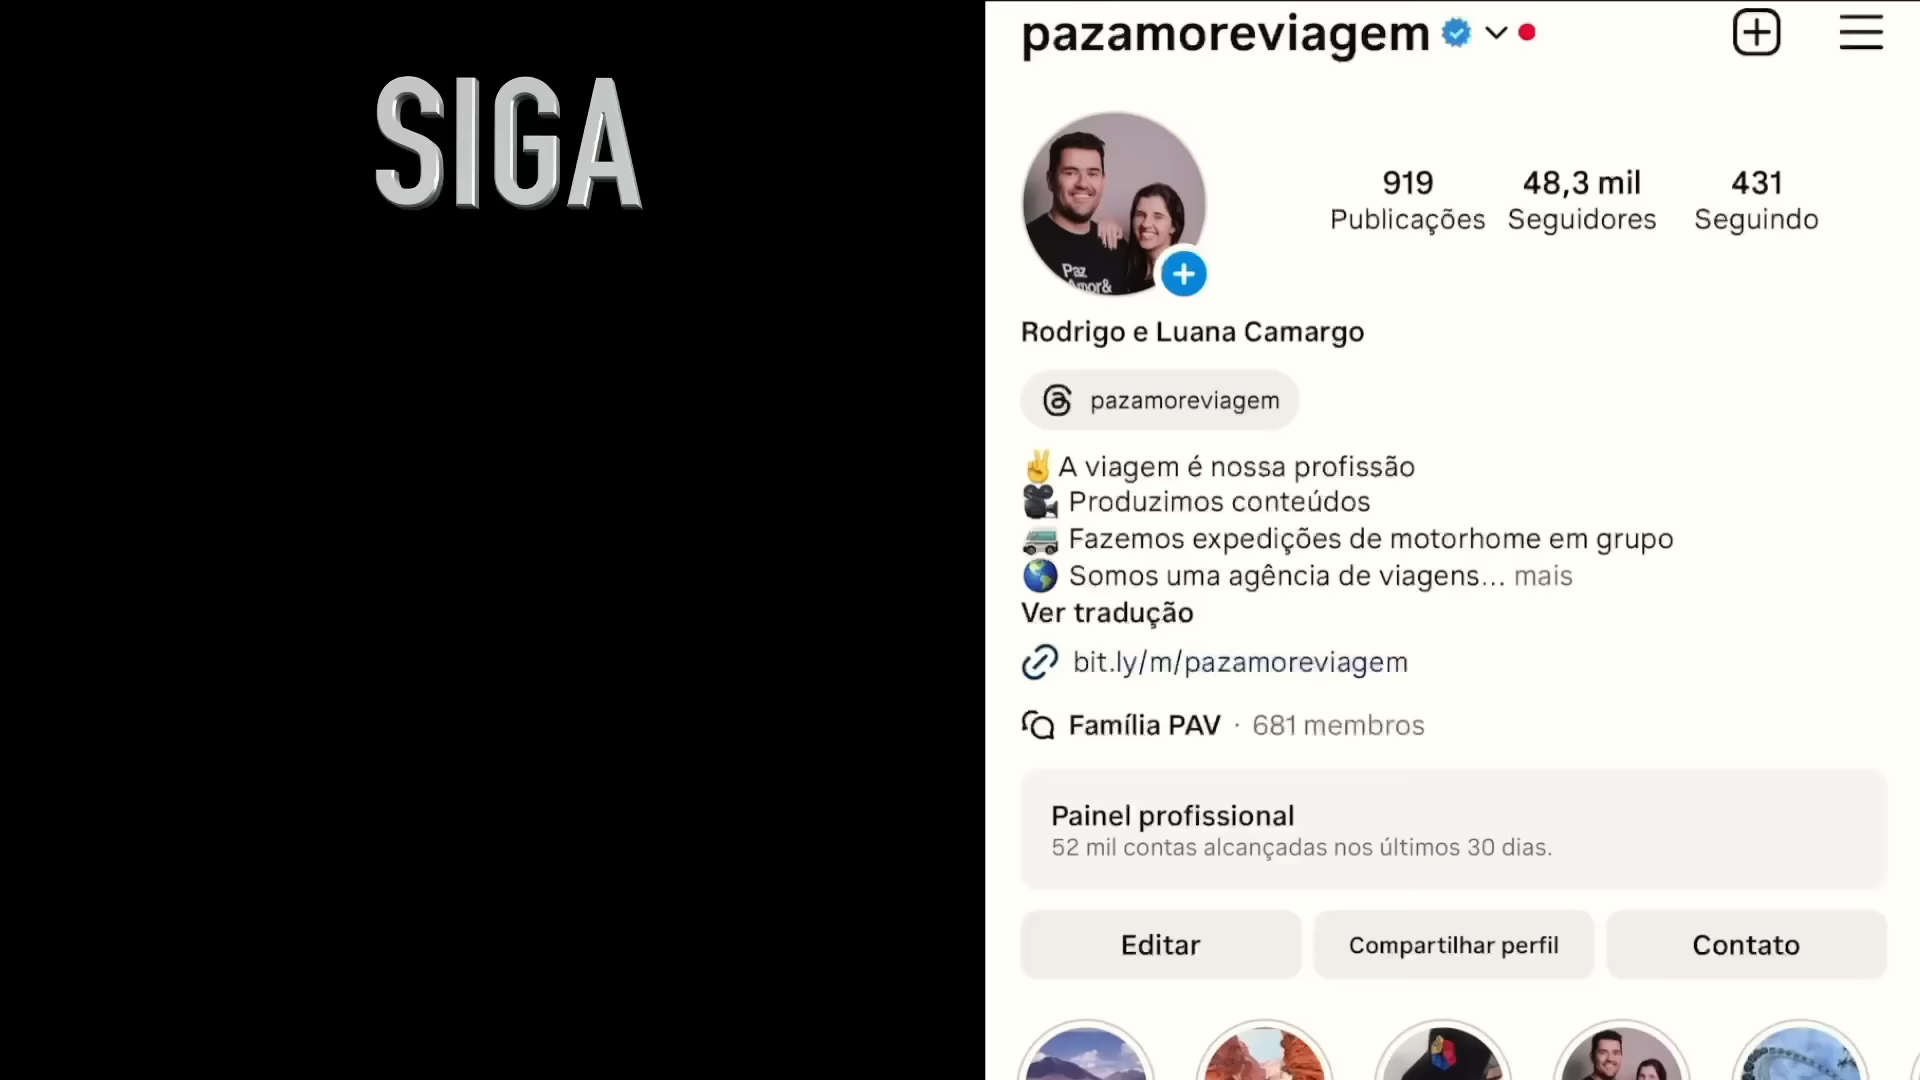 SIGA
pazamoreviagem
919
Publicações
48,3 mil
Seguidores
431
Seguindo
Paz
Amor&
Rodrigo e Luana Camargo
pazamoreviagem
✌️A viagem é nossa profissão
🎥 Produzimos conteúdos
🚐 Fazemos expedições de motorhome em grupo
🌎 Somos uma agência de viagens... mais
Ver tradução
bit.ly/m/pazamoreviagem
Família PAV · 681 membros
Painel profissional
52 mil contas alcançadas nos últimos 30 dias.
Editar
Compartilhar perfil
Contato